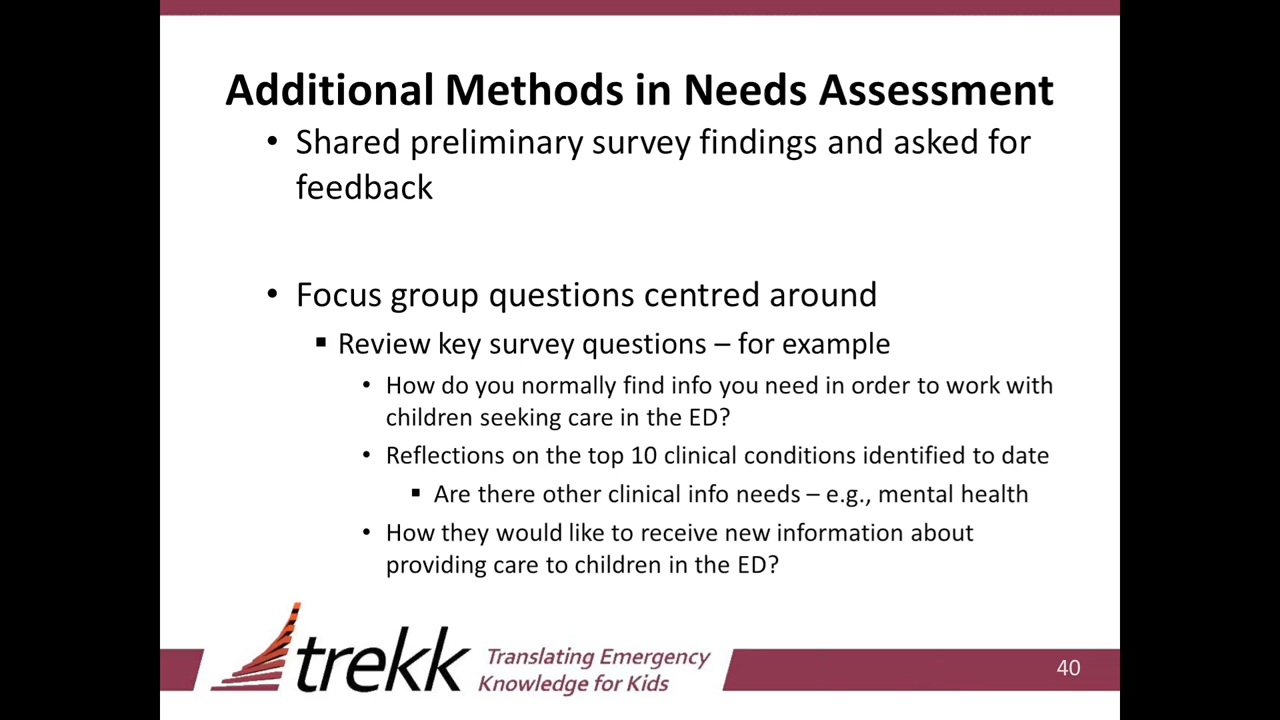 Additional Methods in Needs Assessment
• Shared preliminary survey findings and asked for
feedback
• Focus group questions centred around
▪ Review key survey questions – for example
• How do you normally find info you need in order to work with
children seeking care in the ED?
• Reflections on the top 10 clinical conditions identified to date
▪ Are there other clinical info needs – e.g., mental health
• How they would like to receive new information about
providing care to children in the ED?
trekk
Translating Emergency
Knowledge for Kids
40